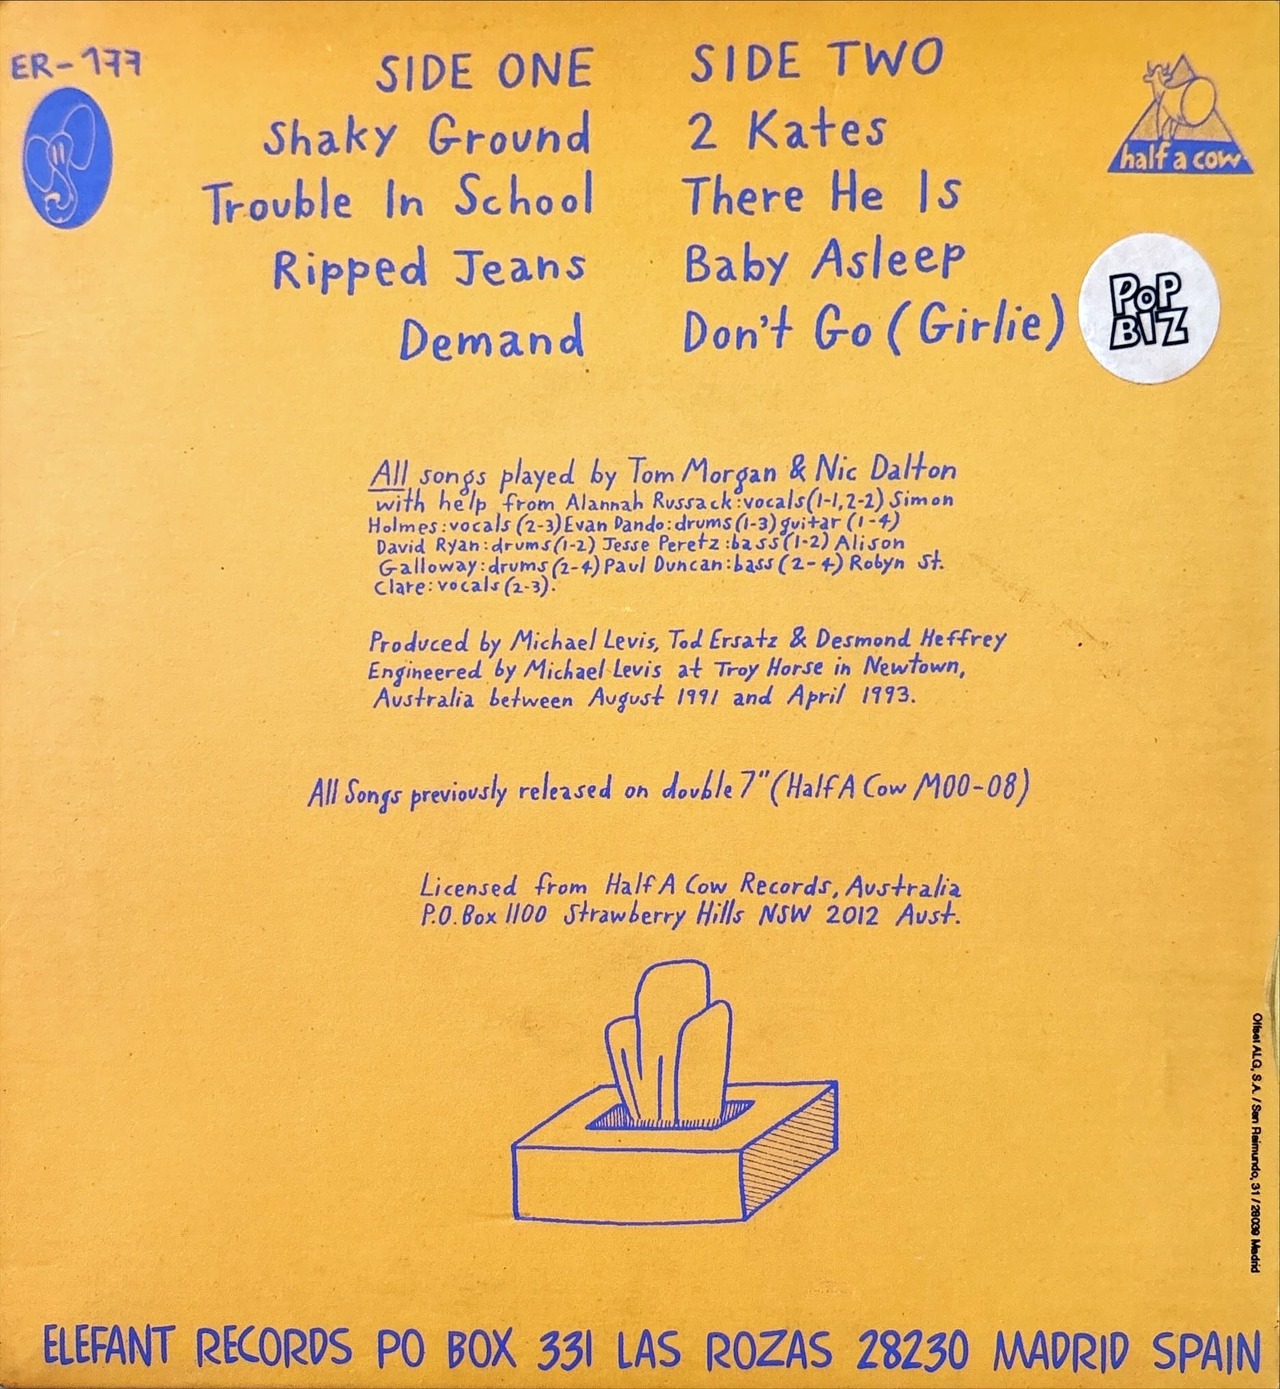 ER-177
SIDE ONE
Shaky Ground
Trouble In School
Ripped Jeans
Demand
SIDE TWO
2 Kates
There He Is
Baby Asleep
Don't Go (Girlie)
half a cow
POP
BIZ
All songs played by Tom Morgan & Nic Dalton
with help from Alannah Russack:vocals(1-1,2-2) Simon
Holmes:vocals (2-3) Evan Dando:drums(1-3) guitar (1-4)
David Ryan:drums(1-2) Jesse Peretz:bass(1-2) Alison
Galloway:drums(2-4) Paul Duncan:bass(2-4) Robyn St.
Clare:vocals(2-3).
Produced by Michael Levis, Tod Ersatz & Desmond Heffrey
Engineered by Michael Levis at Troy Horse in Newtown,
Australia between August 1991 and April 1993.
All Songs previously released on double 7" (Half A Cow MOO-08)
Licensed from Half A Cow Records, Australia
P.O. Box 1100 Strawberry Hills NSW 2012 Aust.
Offset ALG, S.A. / San Raimundo, 31 / 28039 Madrid
ELEFANT RECORDS PO BOX 331 LAS ROZAS 28230 MADRID SPAIN